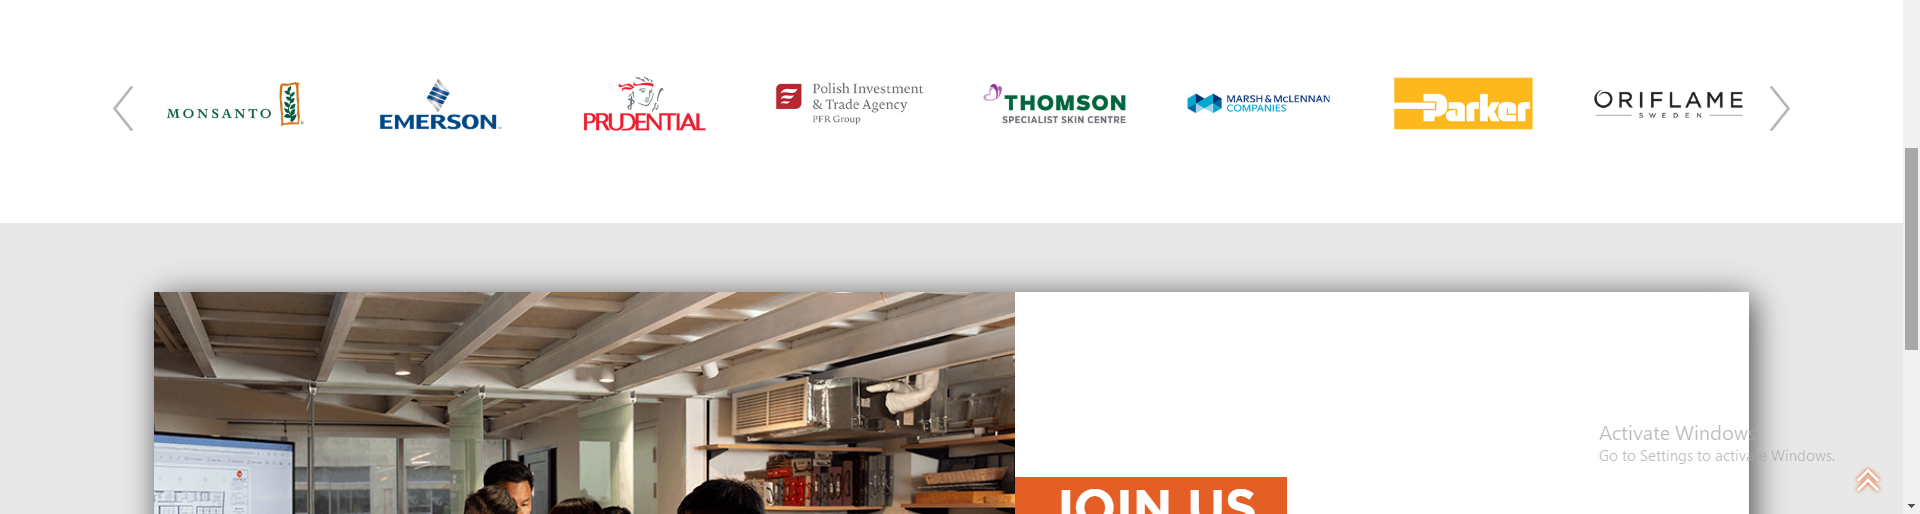 MONSANTO
EMERSON
PRUDENTIAL
Polish Investment
& Trade Agency
PFR Group
THOMSON
SPECIALIST SKIN CENTRE
MARSH & McLENNAN
COMPANIES
Parker
ORIFLAME
SWEDEN
Activate Windows
Go to Settings to activate Windows.
JOIN US